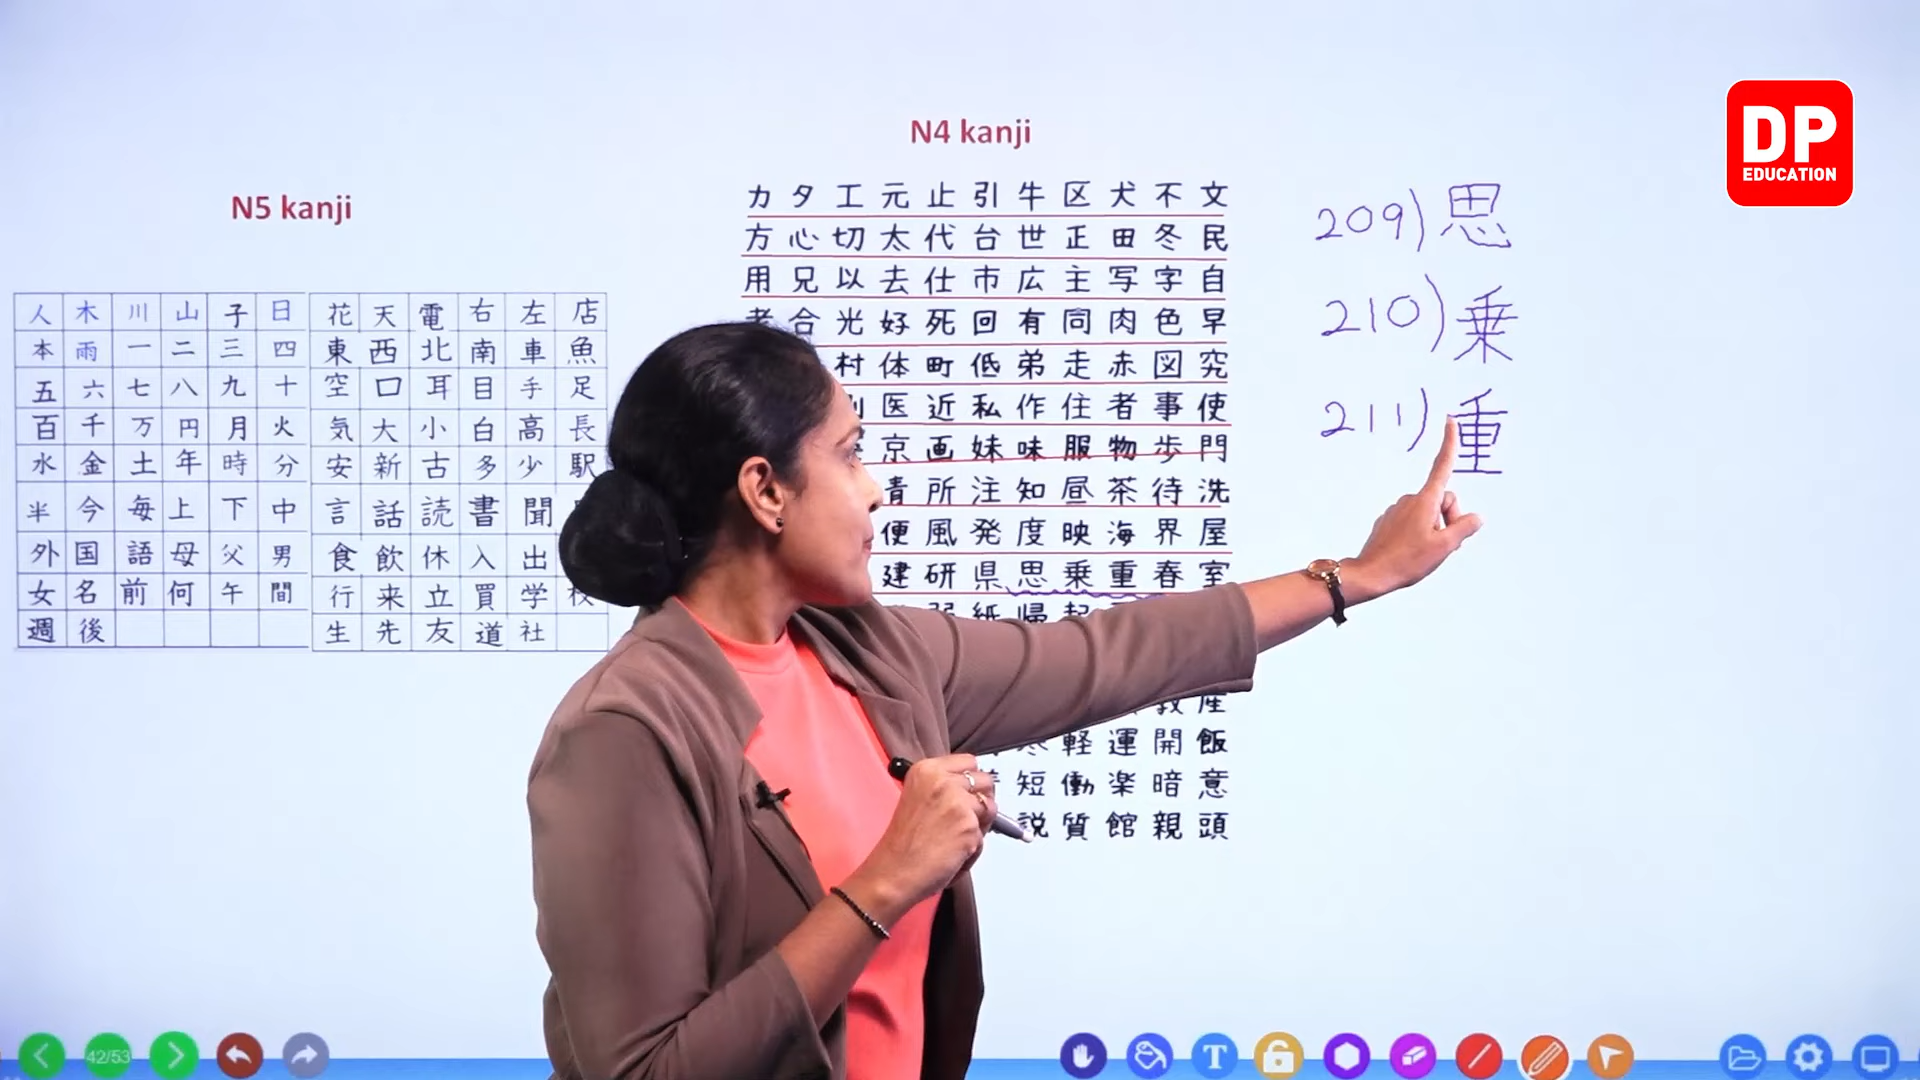 DP
EDUCATION
N4 kanji
N5 kanji
人 木 川 山 子 日
本 雨 一 二 三 四
五 六 七 八 九 十
百 千 万 円 月 火
水 金 土 年 時 分
半 今 毎 上 下 中
外 国 語 母 父 男
女 名 前 何 午 間
週 後
花 天 電 右 左 店
東 西 北 南 車 魚
空 口 耳 目 手 足
気 大 小 白 高 長
安 新 古 多 少 駅
言 話 読 書 聞
食 飲 休 入 出
行 来 立 買 学 校
生 先 友 道 社
カ タ 工 元 止 引 牛 区 犬 不 文
方 心 切 太 代 台 世 正 田 冬 民
用 兄 以 去 仕 市 広 主 写 字 自
考 合 光 好 死 回 有 同 肉 色 早
村 体 町 低 弟 走 赤 図 究
医 近 私 作 住 者 事 使
京 画 妹 味 服 物 歩 門
青 所 注 知 昼 茶 待 洗
便 風 発 度 映 海 界 屋
建 研 県 思 乗 重 春 室
紙 帰 起
産
軽 運 開 飯
短 働 楽 暗 意
説 質 館 親 頭
209) 思
210) 乗
211) 重
42/53
T